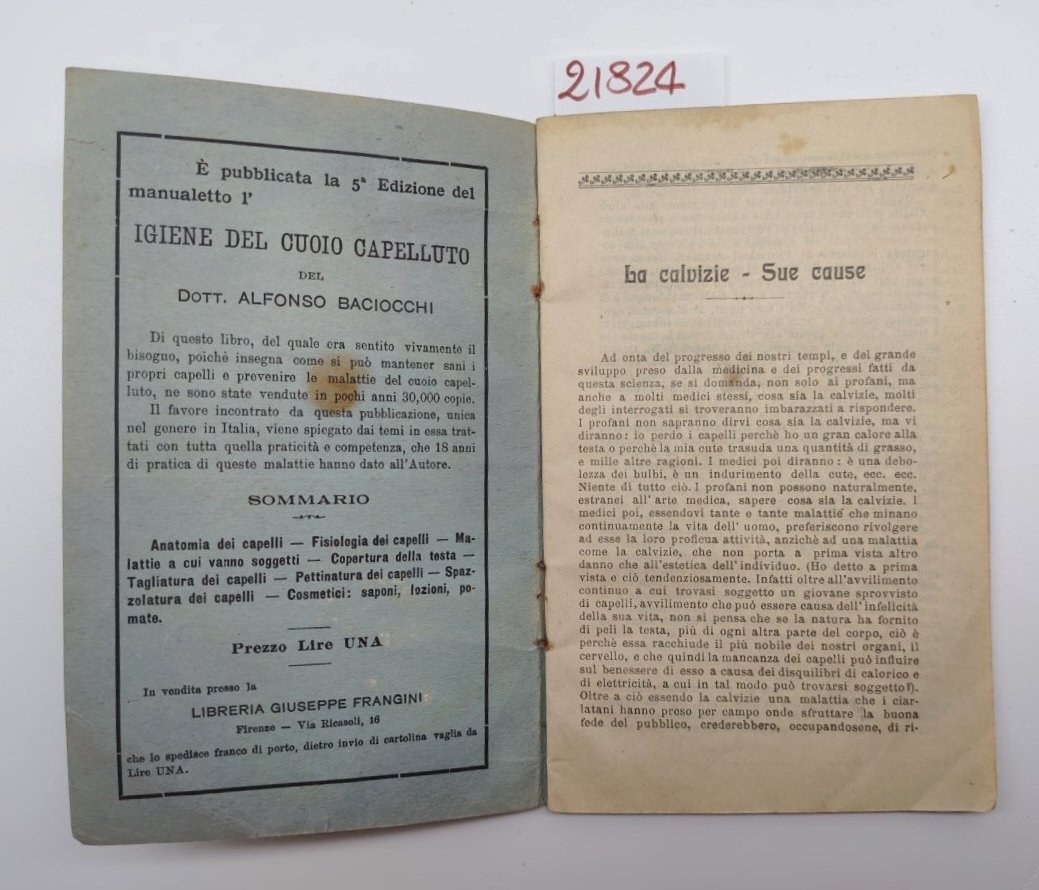 21824
È pubblicata la 5ª Edizione del
manualetto l'
IGIENE DEL CUOIO CAPELLUTO
DEL
DOTT. ALFONSO BACIOCCHI
Di questo libro, del quale era sentito vivamente il
bisogno, poichè insegna come si può mantener sani i
propri capelli e prevenire le malattie del cuoio capel-
luto, ne sono state vendute in pochi anni 30,000 copie.
Il favore incontrato da questa pubblicazione, unica
nel genere in Italia, viene spiegato dai temi in essa trat-
tati con tutta quella praticità e competenza, che 18 anni
di pratica di queste malattie hanno dato all'Autore.
SOMMARIO
Anatomia dei capelli — Fisiologia dei capelli — Ma-
lattie a cui vanno soggetti — Copertura della testa —
Tagliatura dei capelli — Pettinatura dei capelli — Spaz-
zolatura dei capelli — Cosmetici: saponi, lozioni, po-
mate.
Prezzo Lire UNA
In vendita presso la
LIBRERIA GIUSEPPE FRANGINI
Firenze — Via Ricasoli, 16
che lo spedisce franco di porto, dietro invio di cartolina vaglia da
Lire UNA.
La calvizie - Sue cause
Ad onta del progresso dei nostri tempi, e del grande
sviluppo preso dalla medicina e dei progressi fatti da
questa scienza, se si domanda, non solo ai profani, ma
anche a molti medici stessi, cosa sia la calvizie, molti
degli interrogati si troveranno imbarazzati a rispondere.
I profani non sapranno dirvi cosa sia la calvizie, ma vi
diranno: io perdo i capelli perchè ho un gran calore alla
testa o perchè la mia cute trasuda una quantità di grasso,
e mille altre ragioni. I medici poi diranno: è una debo-
lezza dei bulbi, è un indurimento della cute, ecc. ecc.
Niente di tutto ciò. I profani non possono naturalmente,
estranei all'arte medica, sapere cosa sia la calvizie. I
medici poi, essendovi tante e tante malattie che minano
continuamente la vita dell'uomo, preferiscono rivolgere
ad esse la loro proficua attività, anzichè ad una malattia
come la calvizie, che non porta a prima vista altro
danno che all'estetica dell'individuo. (Ho detto a prima
vista e ciò tendenziosamente. Infatti oltre all'avvilimento
continuo a cui trovasi soggetto un giovane sprovvisto
di capelli, avvilimento che può essere causa dell'infelicità
della sua vita, non si pensa che se la natura ha fornito
di peli la testa, più di ogni altra parte del corpo, ciò è
perchè essa racchiude il più nobile dei nostri organi, il
cervello, e che quindi la mancanza dei capelli può influire
sul benessere di esso a causa dei disquilibri di calorico e
di elettricità, a cui in tal modo può trovarsi soggetto?).
Oltre a ciò essendo la calvizie una malattia che i ciar-
latani hanno preso per campo onde sfruttare la buona
fede del pubblico, crederebbero, occupandosene, di ri-